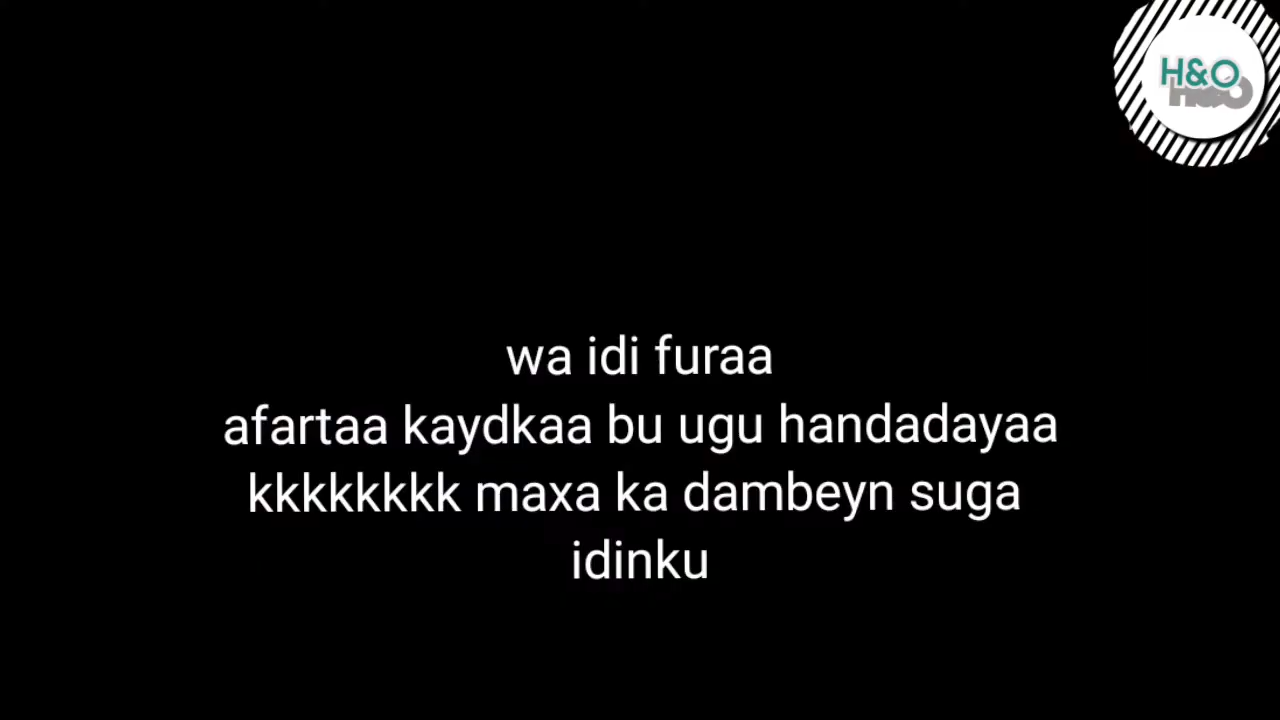 H&O
wa idi furaa
afartaa kaydkaa bu ugu handadayaa
kkkkkkkk maxa ka dambeyn suga
idinku